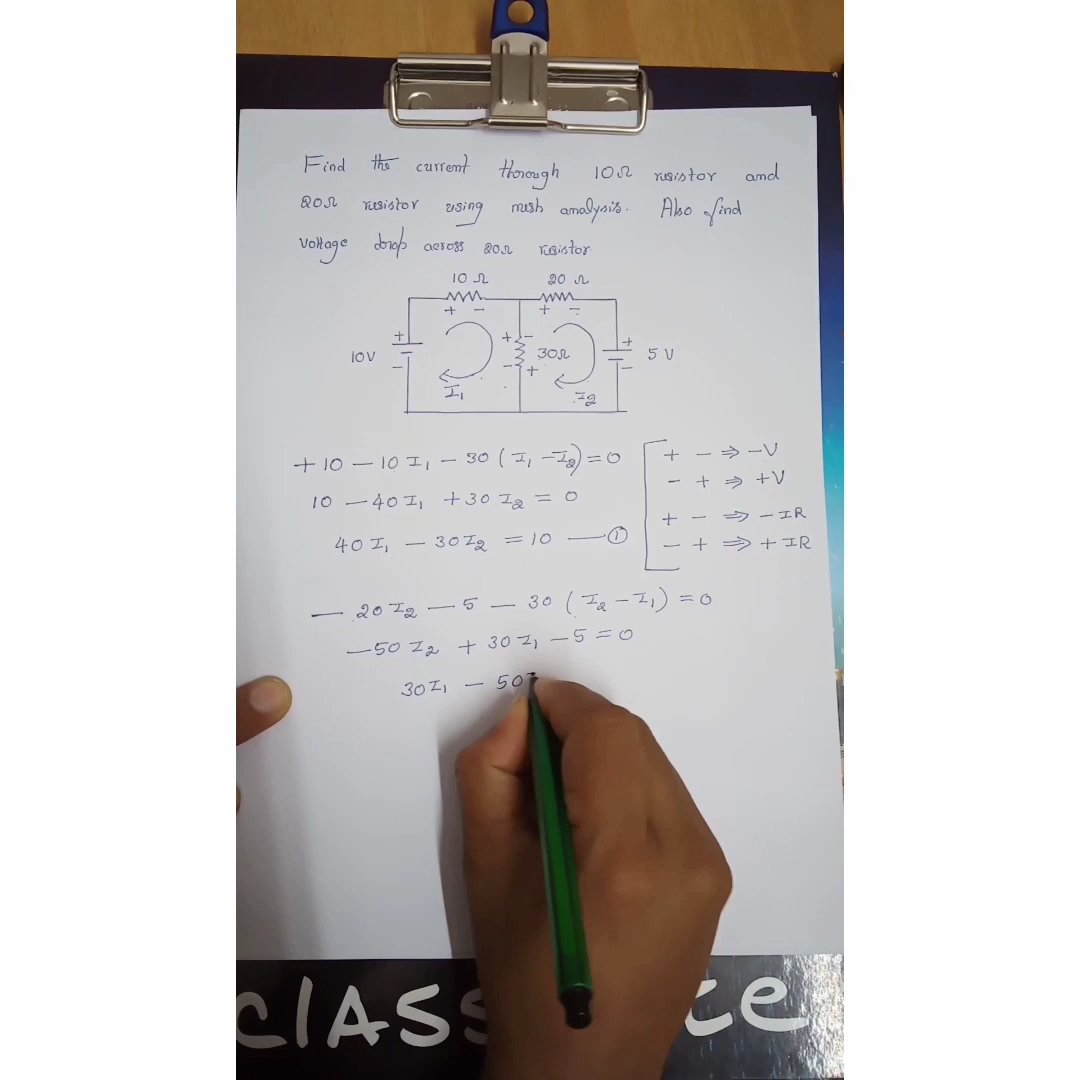 Find the current thorough 10Ω resistor and
20Ω resistor using mesh analysis. Also find
voltage drop across 20Ω resistor
10 Ω 20 Ω
+ - + -
+ + - +
10V 30Ω 5 V
- - + -
I₁ I₂
+10 - 10 I₁ - 30 (I₁ - I₂) = 0
10 - 40 I₁ + 30 I₂ = 0
40 I₁ - 30 I₂ = 10 — ①
+ - ⇒ -V
- + ⇒ +V
+ - ⇒ - IR
- + ⇒ + IR
- 20 I₂ - 5 - 30 (I₂ - I₁) = 0
-50 I₂ + 30 I₁ - 5 = 0
30 I₁ - 50 I
CLASS